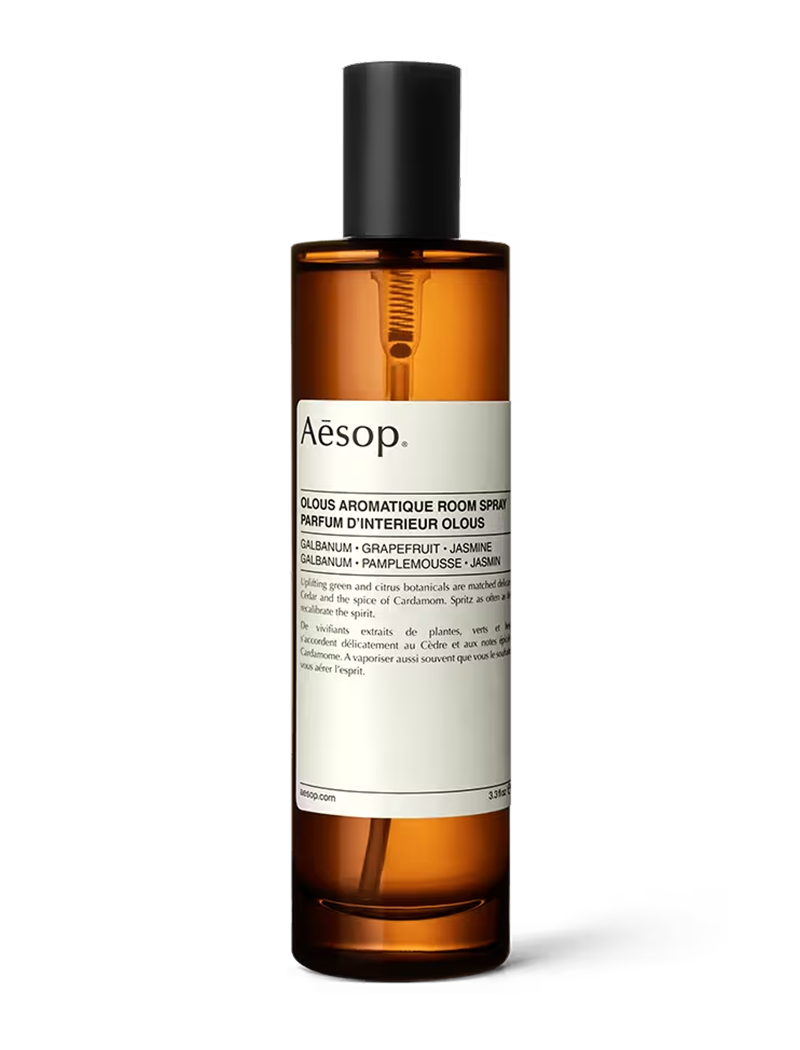 Aēsop®
OLOUS AROMATIQUE ROOM SPRAY
PARFUM D'INTERIEUR OLOUS
GALBANUM · GRAPEFRUIT · JASMINE
GALBANUM · PAMPLEMOUSSE · JASMIN
Uplifting green and citrus botanicals are matched
Cedar and the spice of Cardamom. Spritz as often as
recalibrate the spirit.
De vivifiants extraits de plantes, verts et
s'accordent délicatement au Cèdre et aux notes
Cardamome. A vaporiser aussi souvent que vous le
vous aérer l'esprit.
aesop.com
3.3 fl oz